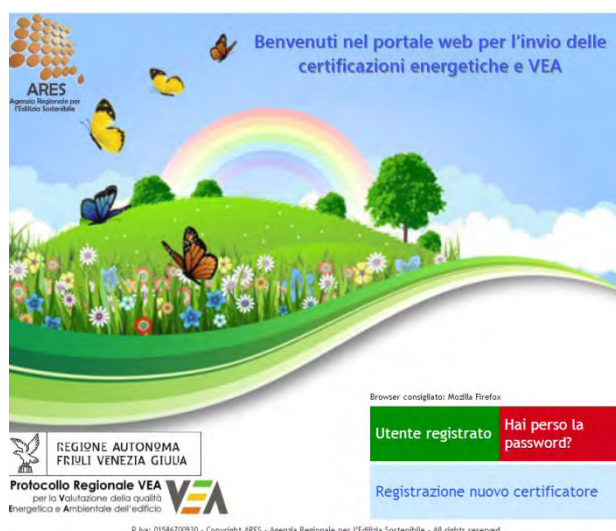 Benvenuti nel portale web per l'invio delle
certificazioni energetiche e VEA
ARES
Agenzia Regionale per
l'Edilizia Sostenibile
Browser consigliato: Mozilla Firefox
Utente registrato
Hai perso la
password?
REGIONE AUTONOMA
FRIULI VENEZIA GIULIA
Protocollo Regionale VEA
per la Valutazione della qualità
Energetica e Ambientale dell'edificio
VEA
Registrazione nuovo certificatore
P.Iva: 01586700930 - Copyright ARES - Agenzia Regionale per l'Edilizia Sostenibile - All rights reserved